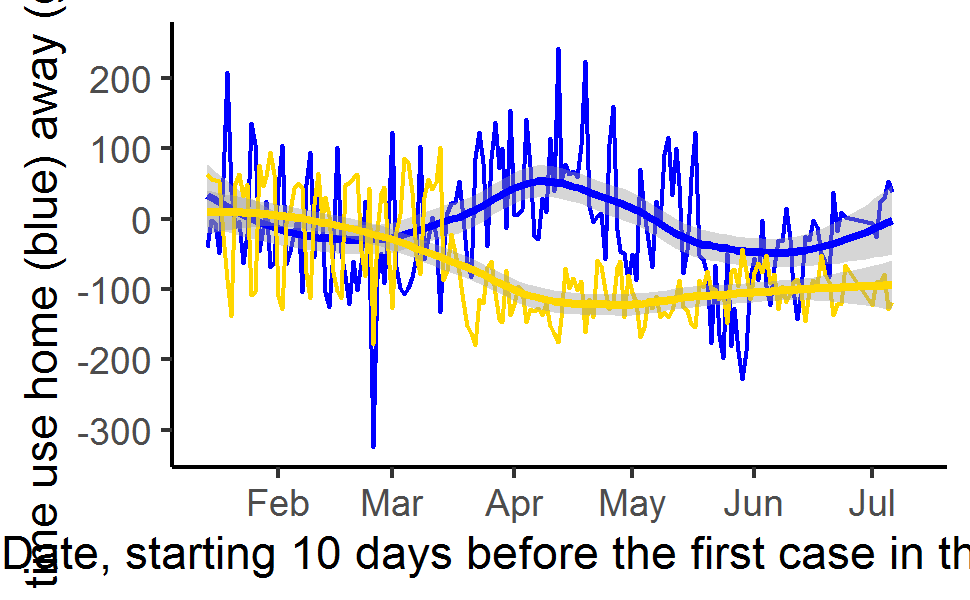 time use home (blue) away (
200
100
0
-100
-200
-300
Feb Mar Apr May Jun Jul
Date, starting 10 days before the first case in th